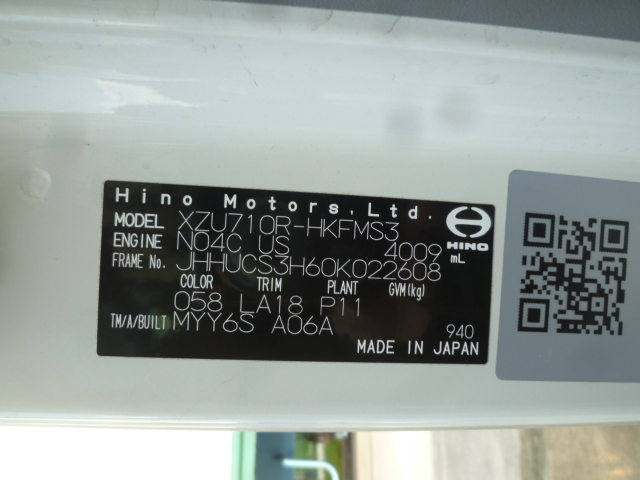 Hino Motors,Ltd.
MODEL XZU710R-HKFMS3
HINO
ENGINE N04C US 4009 mL
FRAME No. JHHUCS3H60K022608
COLOR TRIM PLANT GVM(kg)
058 LA18 P11
TM/A/BUILT MYY6S A06A 940
MADE IN JAPAN